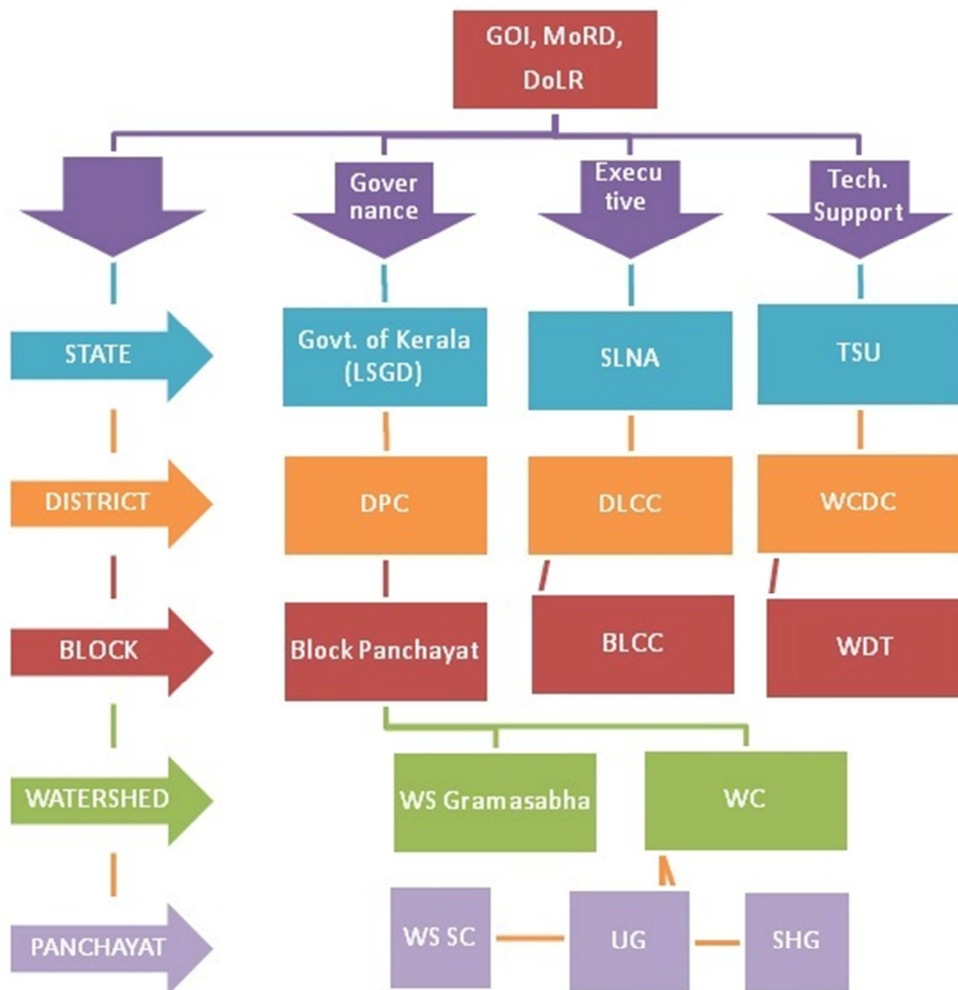 GOI, MoRD,
DoLR
Gover
nance
Execu
tive
Tech.
Support
STATE
Govt. of Kerala
(LSGD)
SLNA
TSU
DISTRICT
DPC
DLCC
WCDC
BLOCK
Block Panchayat
BLCC
WDT
WATERSHED
WS Gramasabha
WC
PANCHAYAT
WS SC
UG
SHG